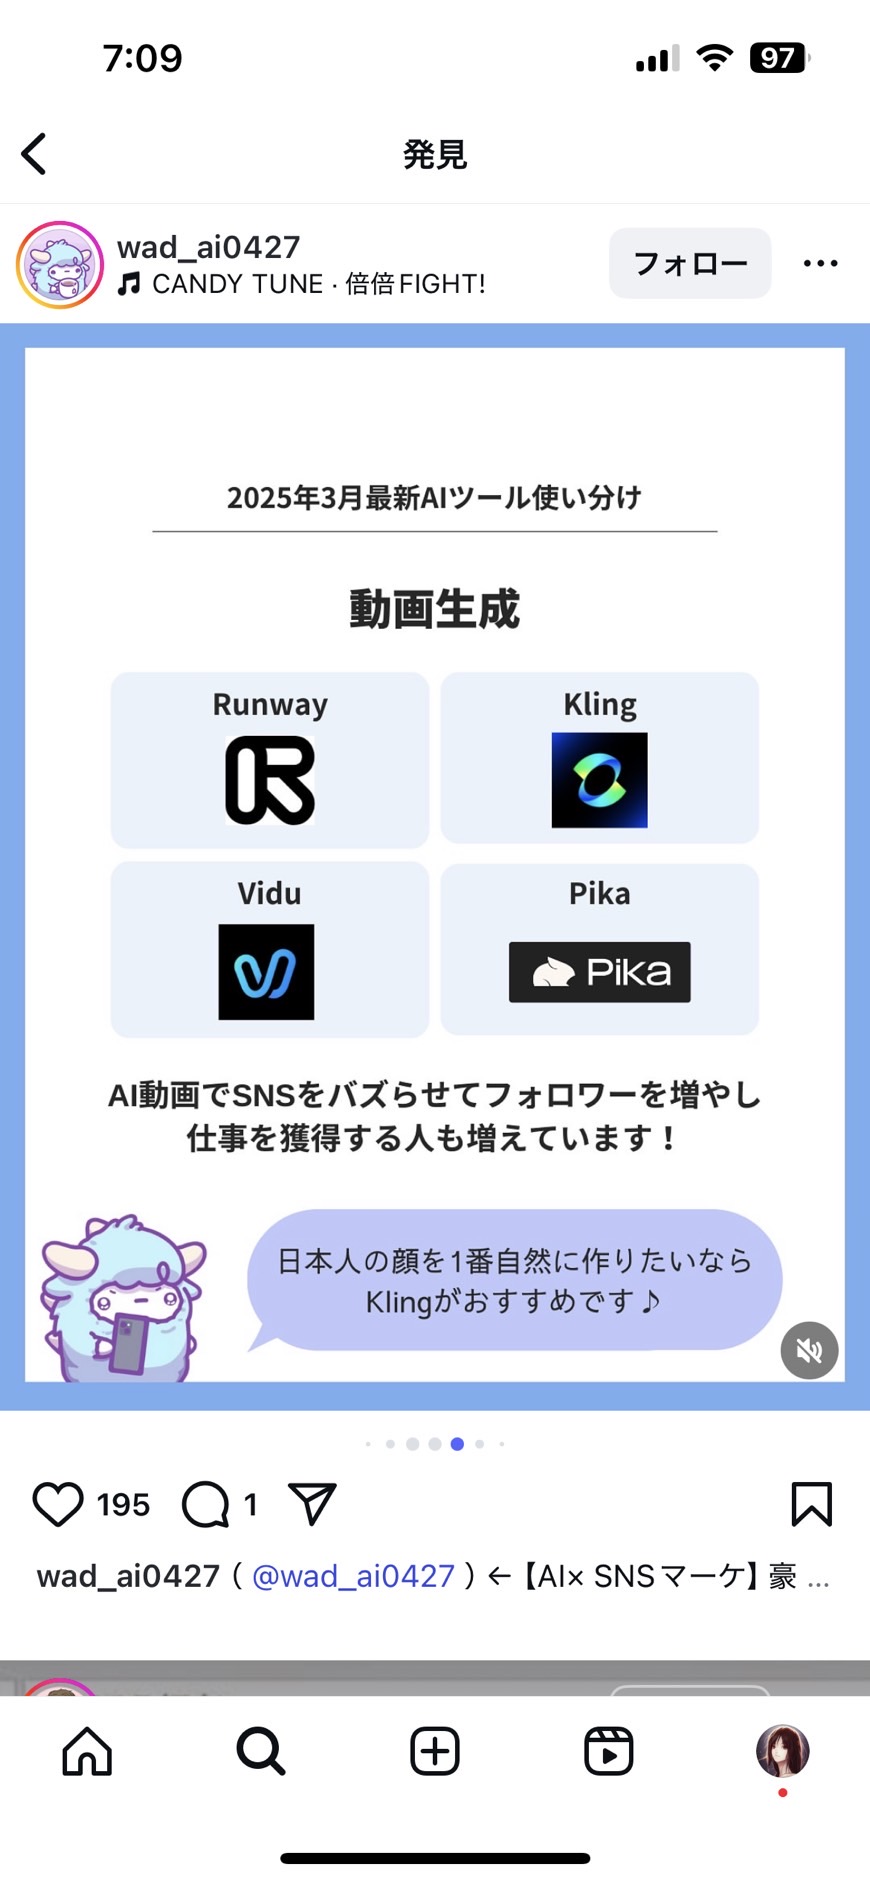 7:09
97
発見
wad_ai0427
フォロー
CANDY TUNE · 倍倍FIGHT!
2025年3月最新AIツール使い分け
動画生成
Runway
Kling
Vidu
Pika
Pika
AI動画でSNSをバズらせてフォロワーを増やし
仕事を獲得する人も増えています！
日本人の顔を1番自然に作りたいなら
Klingがおすすめです♪
195
1
wad_ai0427 ( @wad_ai0427 ) ←【AI× SNSマーケ】豪 ...